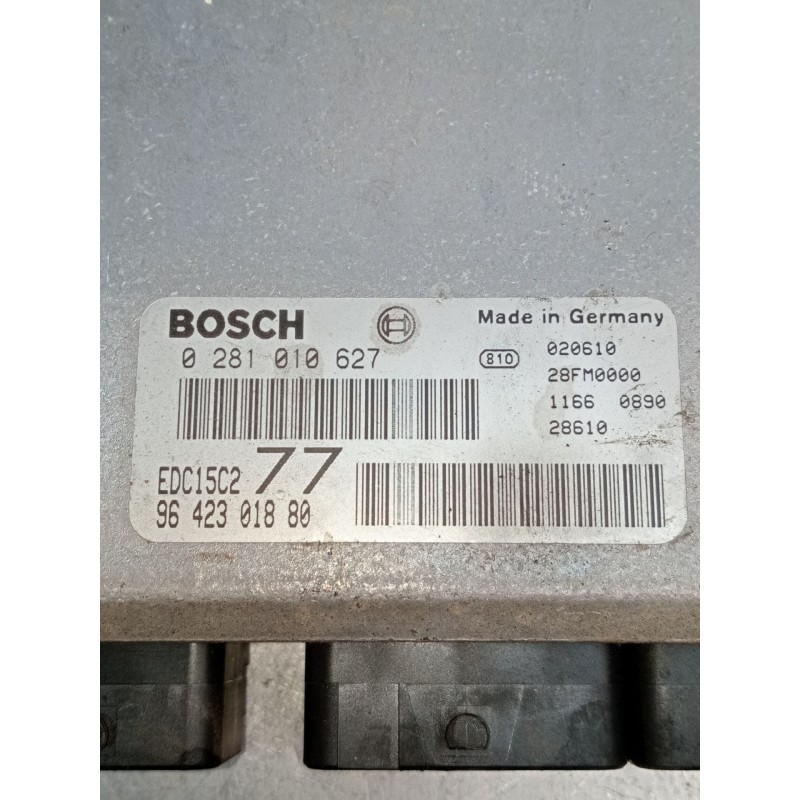 BOSCH
Made in Germany
0 281 010 627
810
020610
28FM0000
1166 0890
28610
EDC15C2 77
96 423 018 80